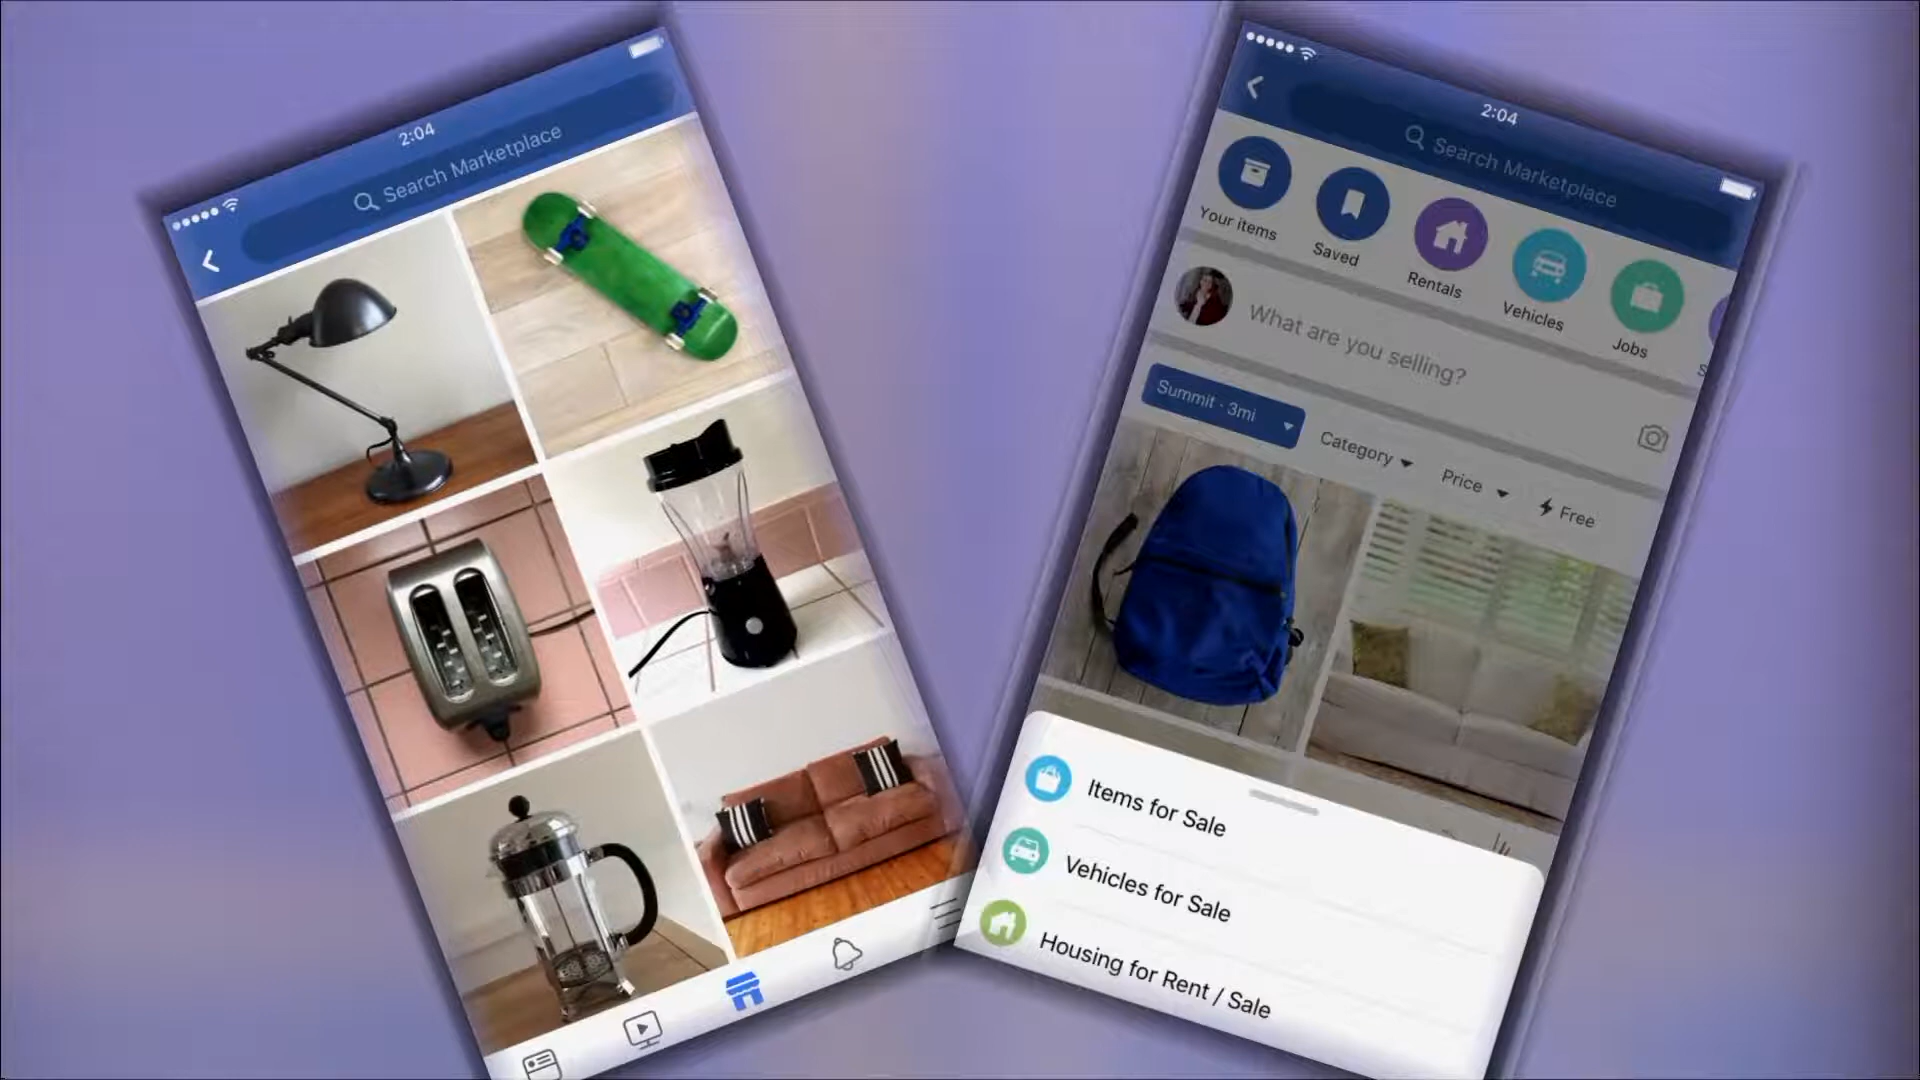 2:04
Search Marketplace
2:04
Search Marketplace
Your items
Saved
Rentals
Vehicles
Jobs
S
What are you selling?
Summit · 3mi
Category
Price
Free
Items for Sale
Vehicles for Sale
Housing for Rent / Sale